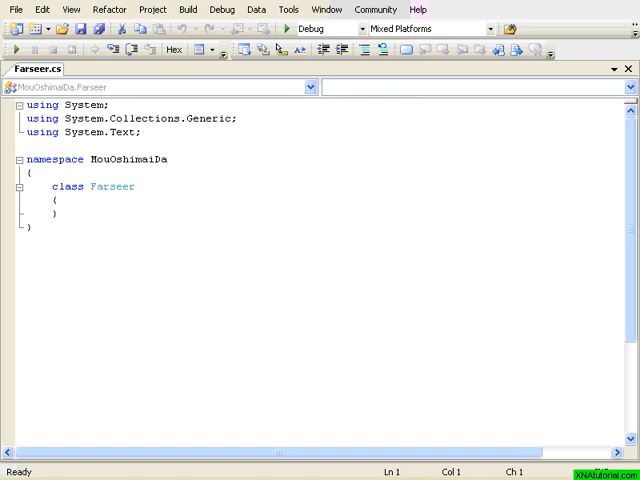 File Edit View Refactor Project Build Debug Data Tools Window Community Help
Debug Mixed Platforms
Hex
Farseer.cs
MouOshimaiDa.Farseer
using System;
using System.Collections.Generic;
using System.Text;
namespace MouOshimaiDa
{
class Farseer
{
}
}
Ready Ln 1 Col 1 Ch 1
XNAtutorial.com